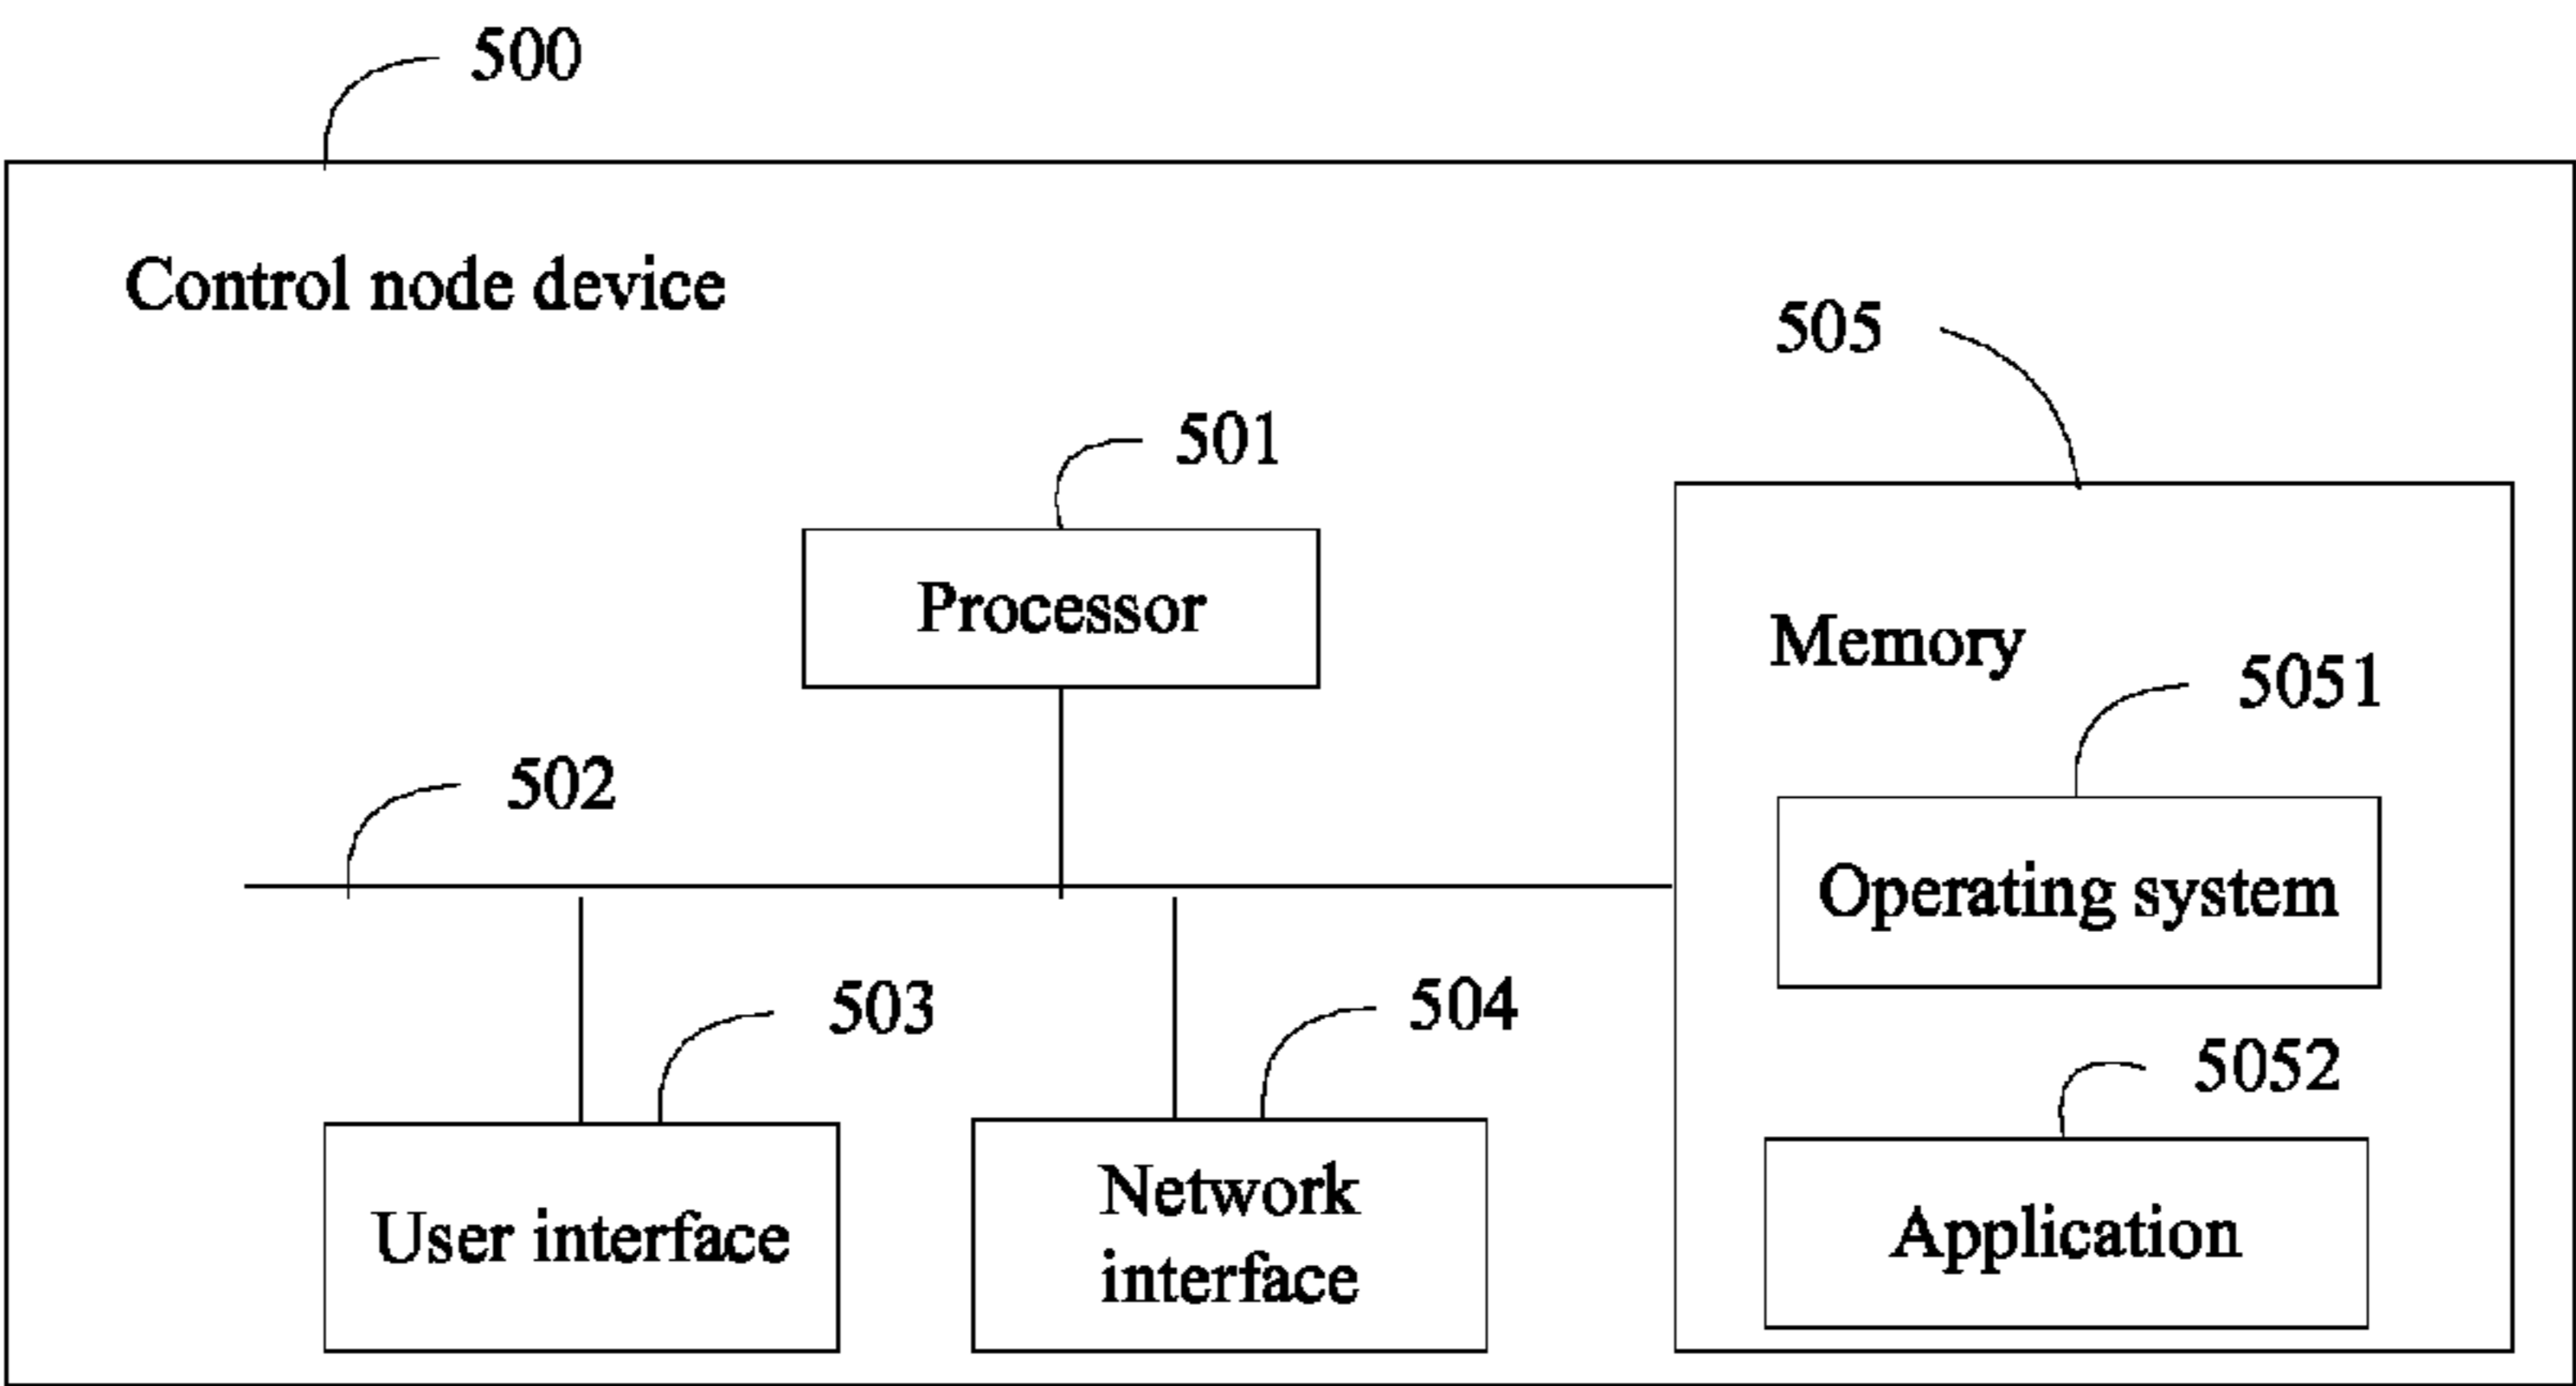 500
Control node device
505
501
Processor
Memory
5051
502
Operating system
503
504
5052
User interface
Network
interface
Application